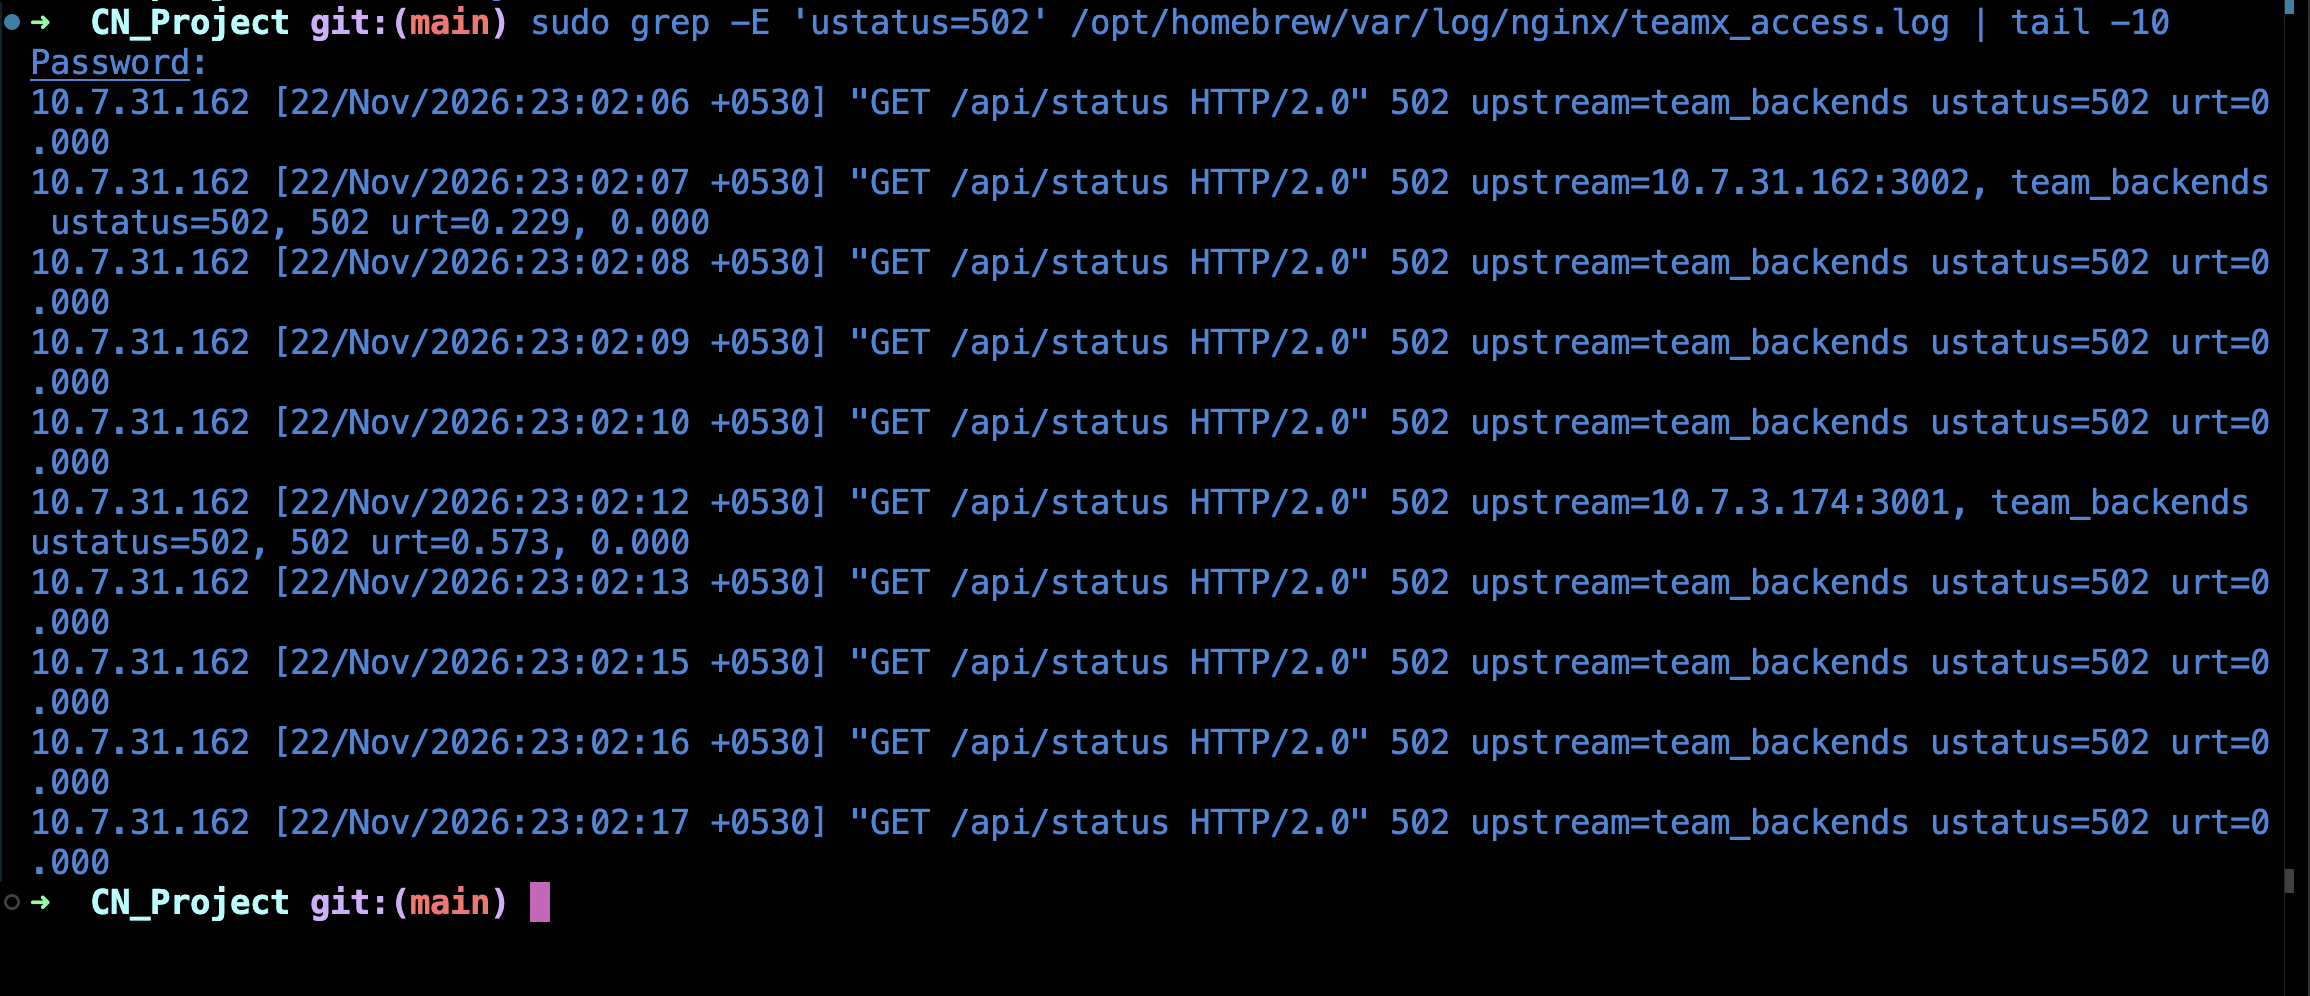 ➜  CN_Project git:(main) sudo grep -E 'ustatus=502' /opt/homebrew/var/log/nginx/teamx_access.log | tail -10
Password:
10.7.31.162 [22/Nov/2026:23:02:06 +0530] "GET /api/status HTTP/2.0" 502 upstream=team_backends ustatus=502 urt=0
.000
10.7.31.162 [22/Nov/2026:23:02:07 +0530] "GET /api/status HTTP/2.0" 502 upstream=10.7.31.162:3002, team_backends
 ustatus=502, 502 urt=0.229, 0.000
10.7.31.162 [22/Nov/2026:23:02:08 +0530] "GET /api/status HTTP/2.0" 502 upstream=team_backends ustatus=502 urt=0
.000
10.7.31.162 [22/Nov/2026:23:02:09 +0530] "GET /api/status HTTP/2.0" 502 upstream=team_backends ustatus=502 urt=0
.000
10.7.31.162 [22/Nov/2026:23:02:10 +0530] "GET /api/status HTTP/2.0" 502 upstream=team_backends ustatus=502 urt=0
.000
10.7.31.162 [22/Nov/2026:23:02:12 +0530] "GET /api/status HTTP/2.0" 502 upstream=10.7.3.174:3001, team_backends
ustatus=502, 502 urt=0.573, 0.000
10.7.31.162 [22/Nov/2026:23:02:13 +0530] "GET /api/status HTTP/2.0" 502 upstream=team_backends ustatus=502 urt=0
.000
10.7.31.162 [22/Nov/2026:23:02:15 +0530] "GET /api/status HTTP/2.0" 502 upstream=team_backends ustatus=502 urt=0
.000
10.7.31.162 [22/Nov/2026:23:02:16 +0530] "GET /api/status HTTP/2.0" 502 upstream=team_backends ustatus=502 urt=0
.000
10.7.31.162 [22/Nov/2026:23:02:17 +0530] "GET /api/status HTTP/2.0" 502 upstream=team_backends ustatus=502 urt=0
.000
➜  CN_Project git:(main)